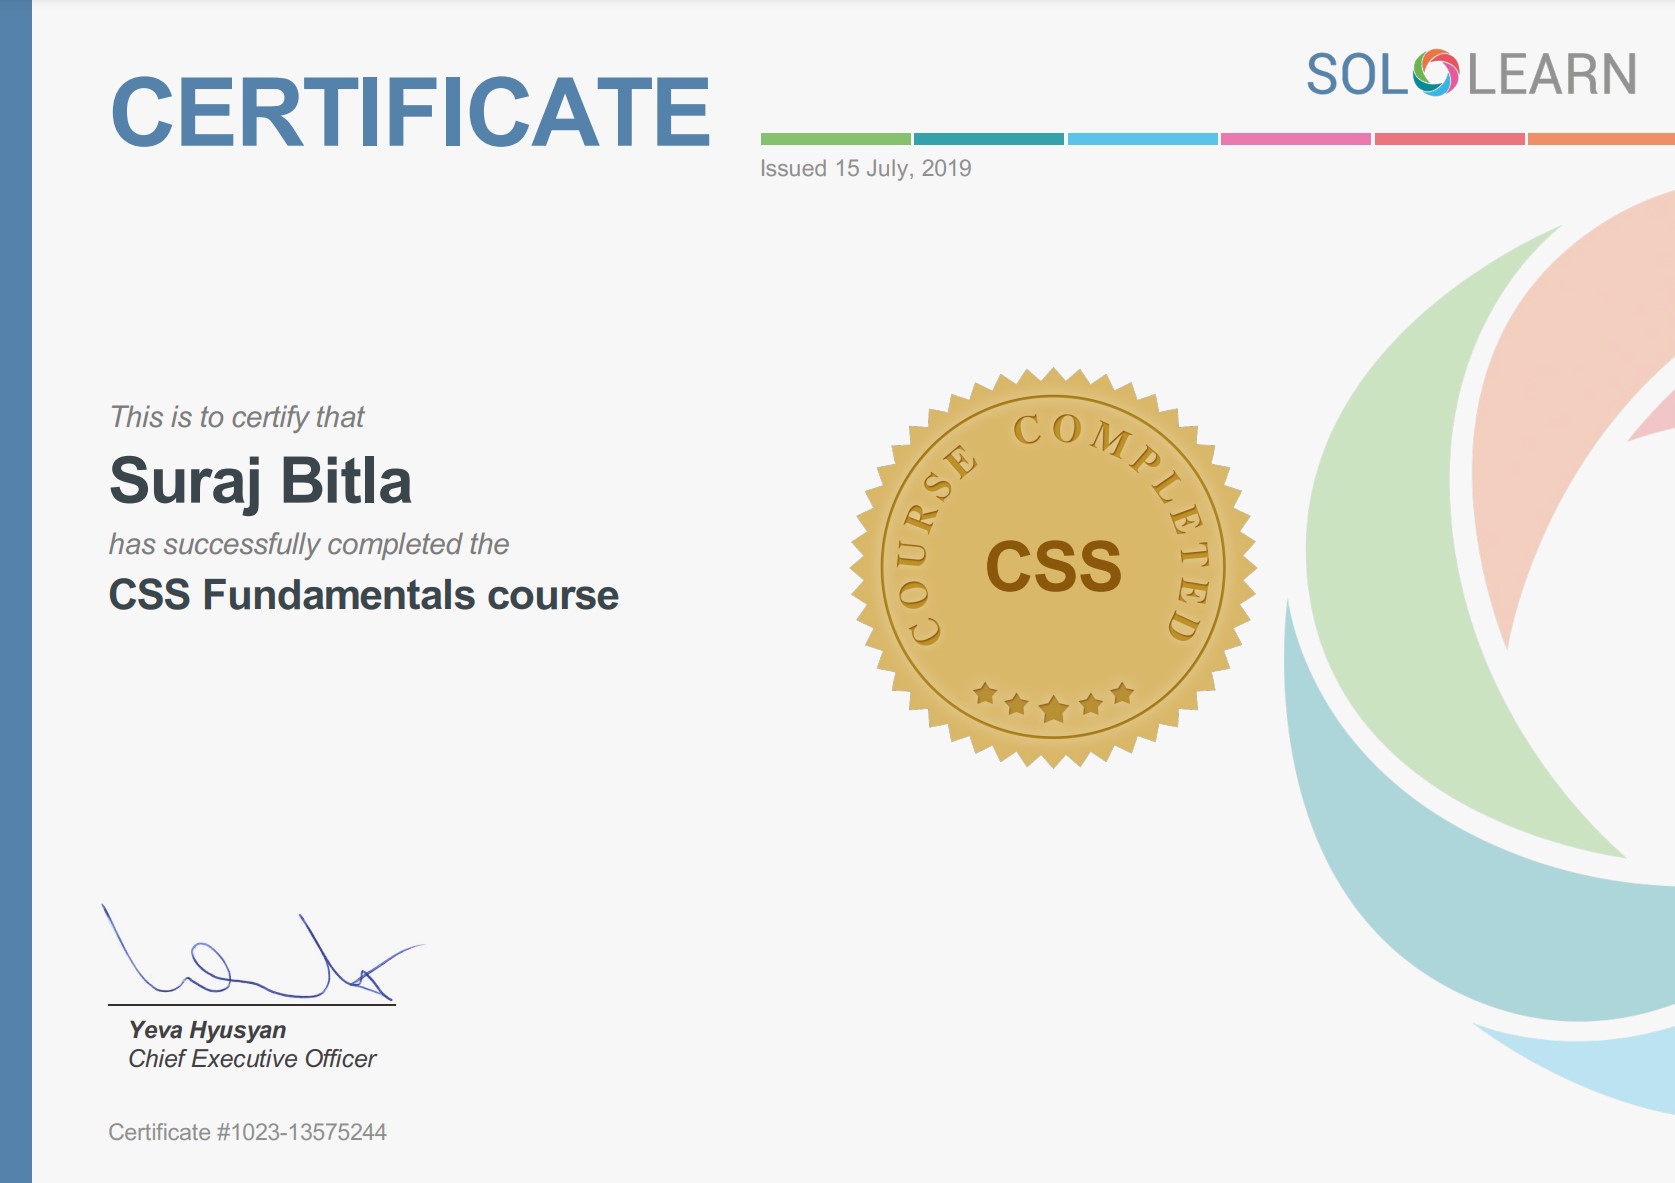 CERTIFICATE
SOLOLEARN
Issued 15 July, 2019
This is to certify that
Suraj Bitla
has successfully completed the
CSS Fundamentals course
COURSE COMPLETED
CSS
Yeva Hyusyan
Chief Executive Officer
Certificate #1023-13575244